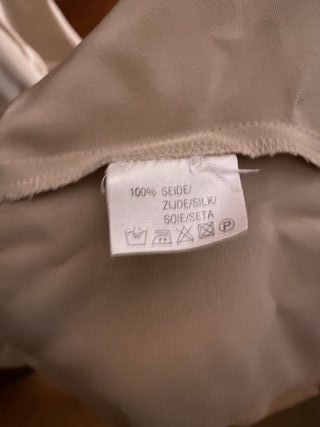 100% SEIDE/
ZIJDE/SILK/
SOIE/SETA
P